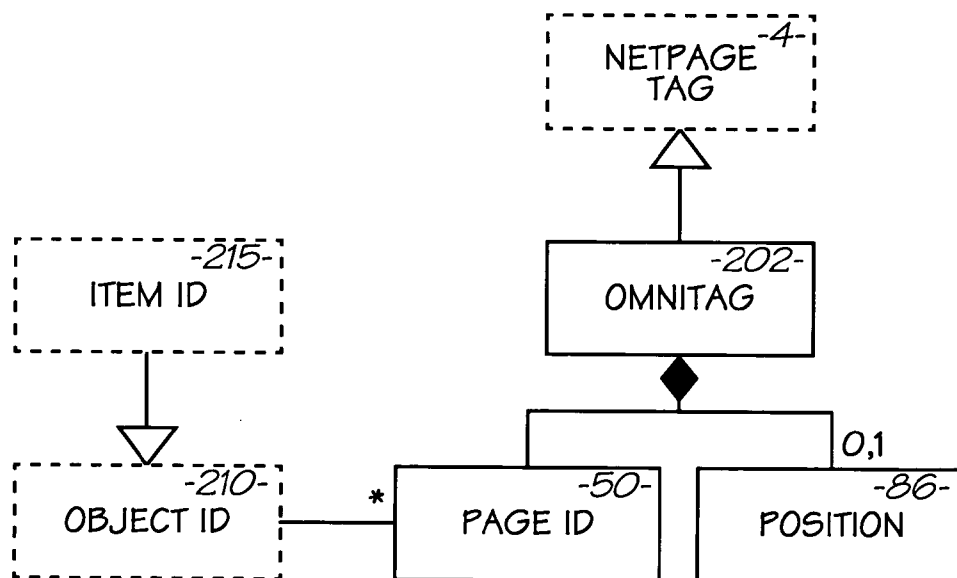 -4-
NETPAGE
TAG
-215-
ITEM ID
-202-
OMNITAG
0,1
-210-
OBJECT ID
*
-50-
PAGE ID
-86-
POSITION